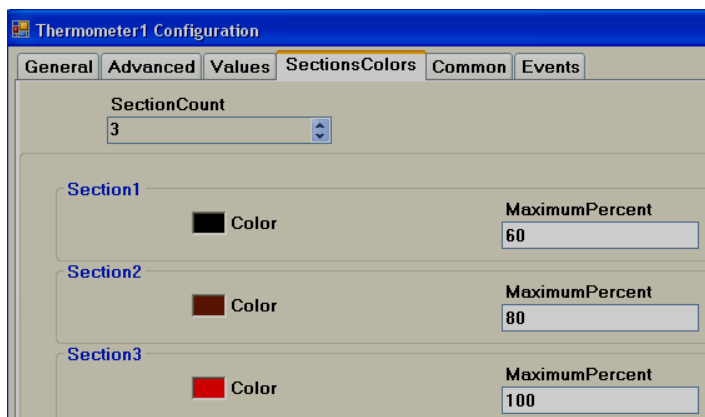 Thermometer1 Configuration
General Advanced Values SectionsColors Common Events
SectionCount
3
Section1
Color
MaximumPercent
60
Section2
Color
MaximumPercent
80
Section3
Color
MaximumPercent
100